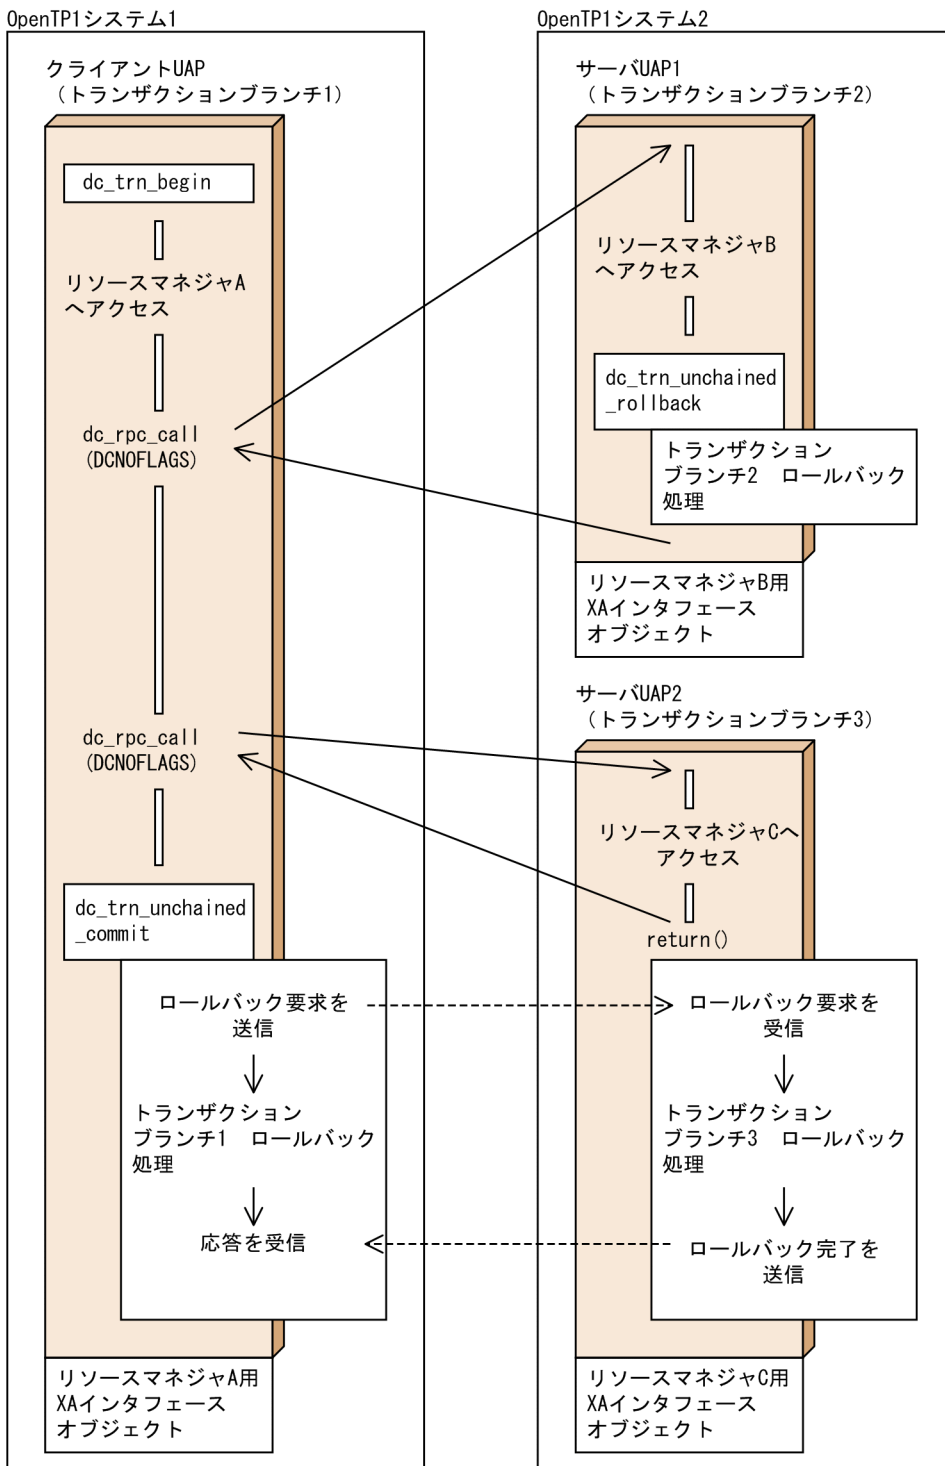 OpenTP1システム1
クライアントUAP
（トランザクションブランチ1）
dc_trn_begin
リソースマネジャA
へアクセス
dc_rpc_call
(DCNOFLAGS)
dc_rpc_call
(DCNOFLAGS)
dc_trn_unchained
_commit
ロールバック要求を
送信
トランザクション
ブランチ1　ロールバック
処理
応答を受信
リソースマネジャA用
XAインタフェース
オブジェクト
OpenTP1システム2
サーバUAP1
（トランザクションブランチ2）
リソースマネジャB
へアクセス
dc_trn_unchained
_rollback
トランザクション
ブランチ2　ロールバック
処理
リソースマネジャB用
XAインタフェース
オブジェクト
サーバUAP2
（トランザクションブランチ3）
リソースマネジャCへ
アクセス
return()
ロールバック要求を
受信
トランザクション
ブランチ3　ロールバック
処理
ロールバック完了を
送信
リソースマネジャC用
XAインタフェース
オブジェクト